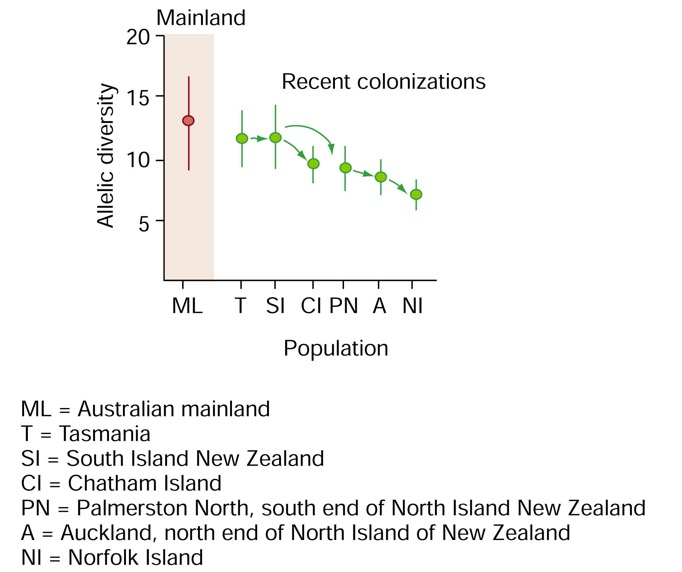 Mainland
20
15
10
5
Allelic diversity
Recent colonizations
ML T SI CI PN A NI
Population
ML = Australian mainland
T = Tasmania
SI = South Island New Zealand
CI = Chatham Island
PN = Palmerston North, south end of North Island New Zealand
A = Auckland, north end of North Island of New Zealand
NI = Norfolk Island